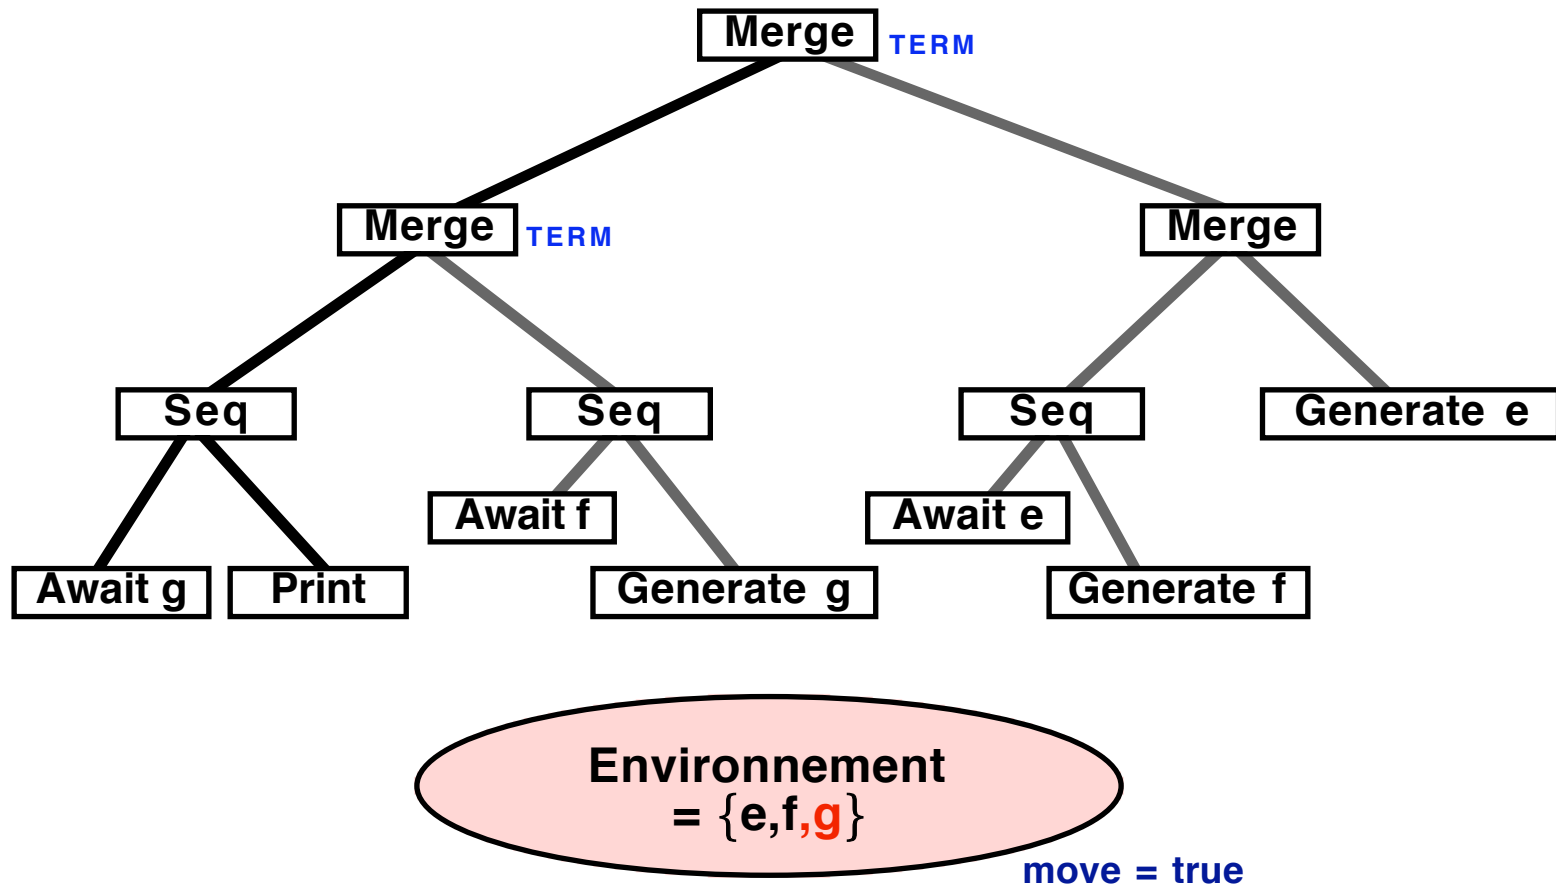 Merge TERM
Merge TERM
Merge
Seq
Seq
Seq
Generate e
Await f
Await e
Await g
Print
Generate g
Generate f
Environnement
= {e,f,g}
move = true